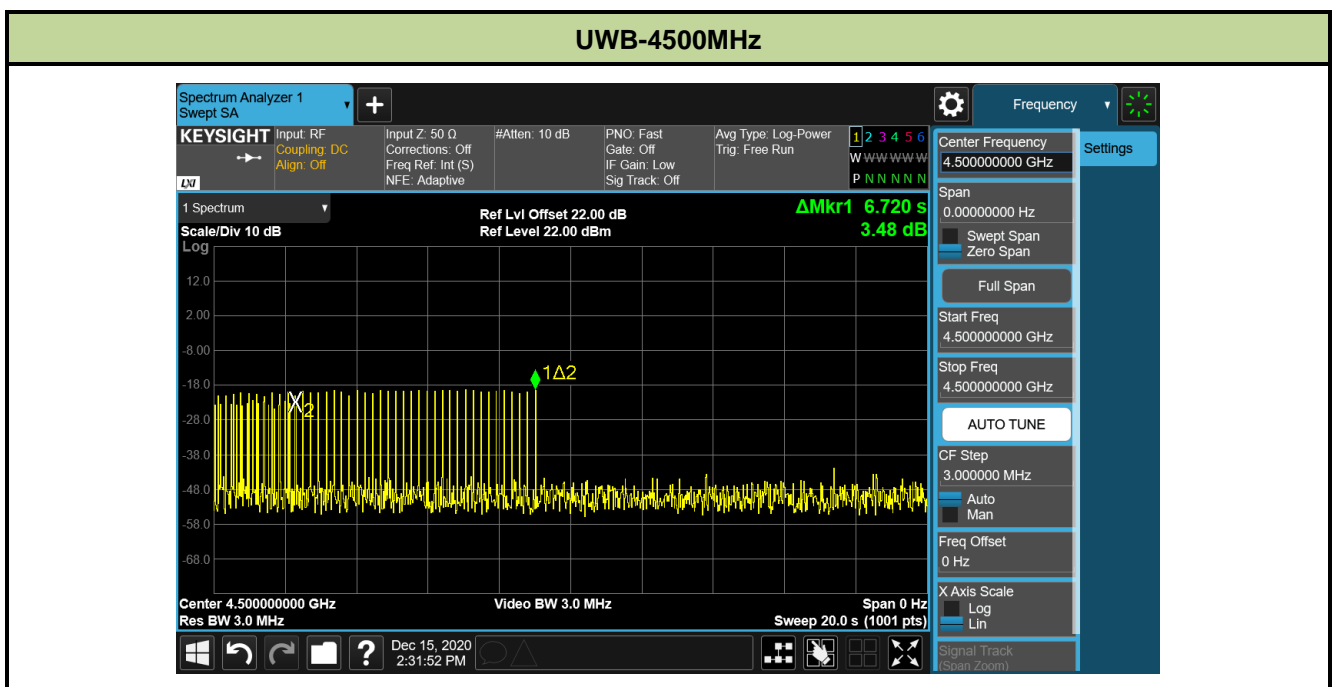 UWB-4500MHz
Spectrum Analyzer 1
Swept SA
+
Frequency
KEYSIGHT
LXI
Input: RF
Coupling: DC
Align: Off
Input Z: 50 Ω
Corrections: Off
Freq Ref: Int (S)
NFE: Adaptive
#Atten: 10 dB
PNO: Fast
Gate: Off
IF Gain: Low
Sig Track: Off
Avg Type: Log-Power
Trig: Free Run
1 2 3 4 5 6
W W W W W W
P N N N N N
1 Spectrum
Scale/Div 10 dB
Ref Lvl Offset 22.00 dB
Ref Level 22.00 dBm
ΔMkr1 6.720 s
3.48 dB
Log
12.0
2.00
-8.00
-18.0
-28.0
-38.0
-48.0
-58.0
-68.0
1Δ2
X2
Center 4.500000000 GHz
Res BW 3.0 MHz
Video BW 3.0 MHz
Span 0 Hz
Sweep 20.0 s (1001 pts)
Center Frequency
4.500000000 GHz
Span
0.00000000 Hz
Swept Span
Zero Span
Full Span
Start Freq
4.500000000 GHz
Stop Freq
4.500000000 GHz
AUTO TUNE
CF Step
3.000000 MHz
Auto
Man
Freq Offset
0 Hz
X Axis Scale
Log
Lin
Signal Track
(Span Zoom)
Settings
?
Dec 15, 2020
2:31:52 PM